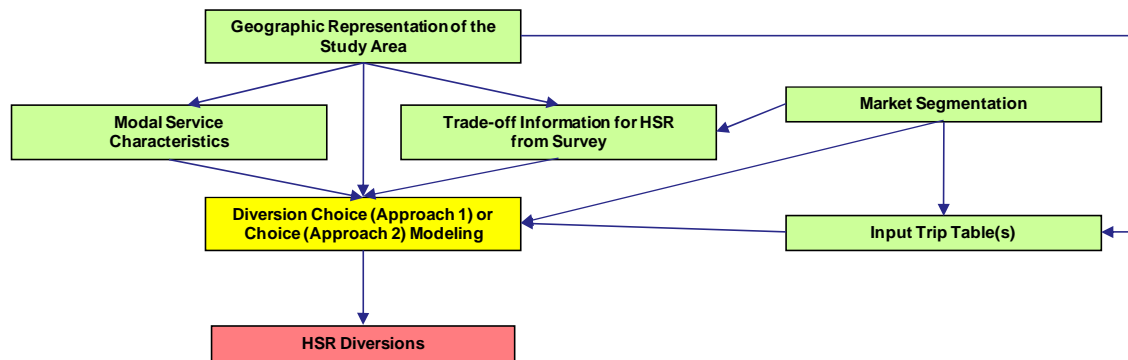 Geographic Representation of the
Study Area
Modal Service
Characteristics
Trade-off Information for HSR
from Survey
Market Segmentation
Diversion Choice (Approach 1) or
Choice (Approach 2) Modeling
Input Trip Table(s)
HSR Diversions